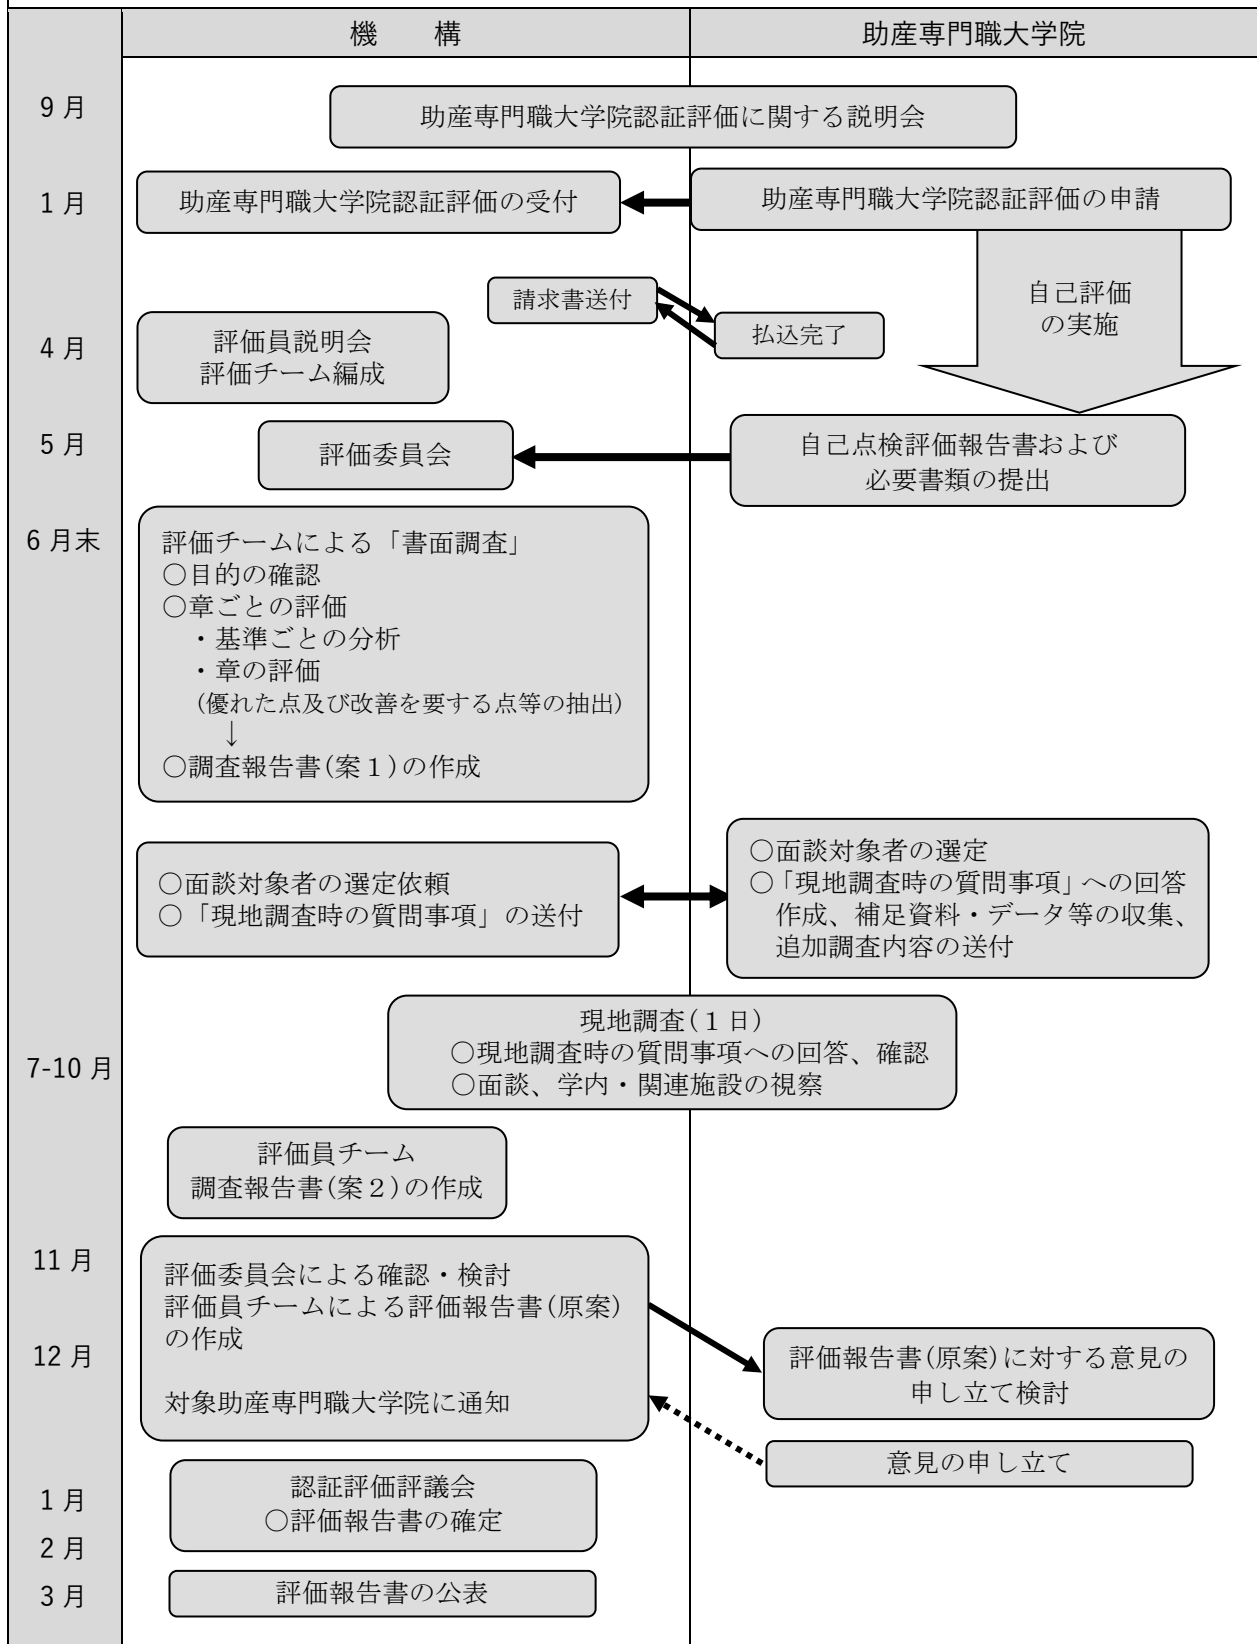 機　　構
助産専門職大学院
9 月
助産専門職大学院認証評価に関する説明会
1 月
助産専門職大学院認証評価の受付
助産専門職大学院認証評価の申請
請求書送付
払込完了
自己評価
の実施
4 月
評価員説明会
評価チーム編成
5 月
評価委員会
自己点検評価報告書および
必要書類の提出
6 月末
評価チームによる「書面調査」
○目的の確認
○章ごとの評価
・基準ごとの分析
・章の評価
(優れた点及び改善を要する点等の抽出)
↓
○調査報告書(案１)の作成
○面談対象者の選定依頼
○「現地調査時の質問事項」の送付
○面談対象者の選定
○「現地調査時の質問事項」への回答
作成、補足資料・データ等の収集、
追加調査内容の送付
7-10 月
現地調査(１日)
○現地調査時の質問事項への回答、確認
○面談、学内・関連施設の視察
評価員チーム
調査報告書(案２)の作成
11 月
評価委員会による確認・検討
評価員チームによる評価報告書(原案)
の作成
12 月
対象助産専門職大学院に通知
評価報告書(原案)に対する意見の
申し立て検討
意見の申し立て
1 月
認証評価評議会
○評価報告書の確定
2 月
3 月
評価報告書の公表